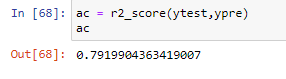 In [68]: ac = r2_score(ytest,ypre)
ac
Out[68]: 0.7919904363419007